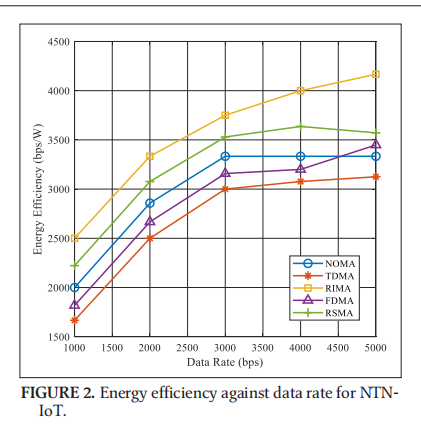 4500
4000
3500
3000
2500
2000
1500
Energy Efficiency (bps/W)
NOMA
TDMA
RIMA
FDMA
RSMA
1000 1500 2000 2500 3000 3500 4000 4500 5000
Data Rate (bps)
FIGURE 2. Energy efficiency against data rate for NTN-
IoT.